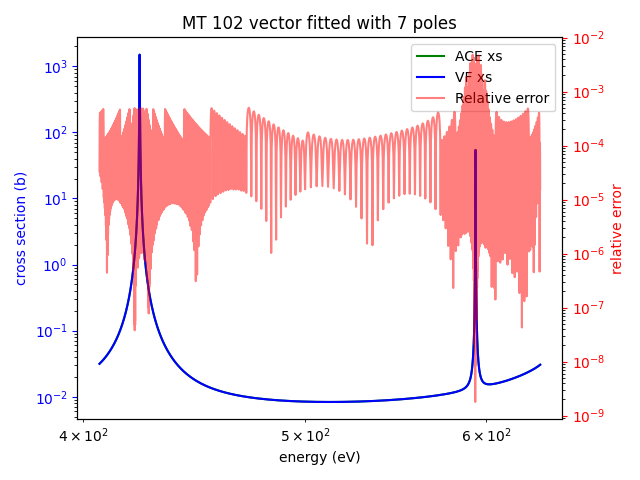 MT 102 vector fitted with 7 poles
ACE xs
VF xs
Relative error
cross section (b)
10³
10²
10¹
10⁰
10⁻¹
10⁻²
relative error
10⁻²
10⁻³
10⁻⁴
10⁻⁵
10⁻⁶
10⁻⁷
10⁻⁸
10⁻⁹
4 × 10² 5 × 10² 6 × 10²
energy (eV)